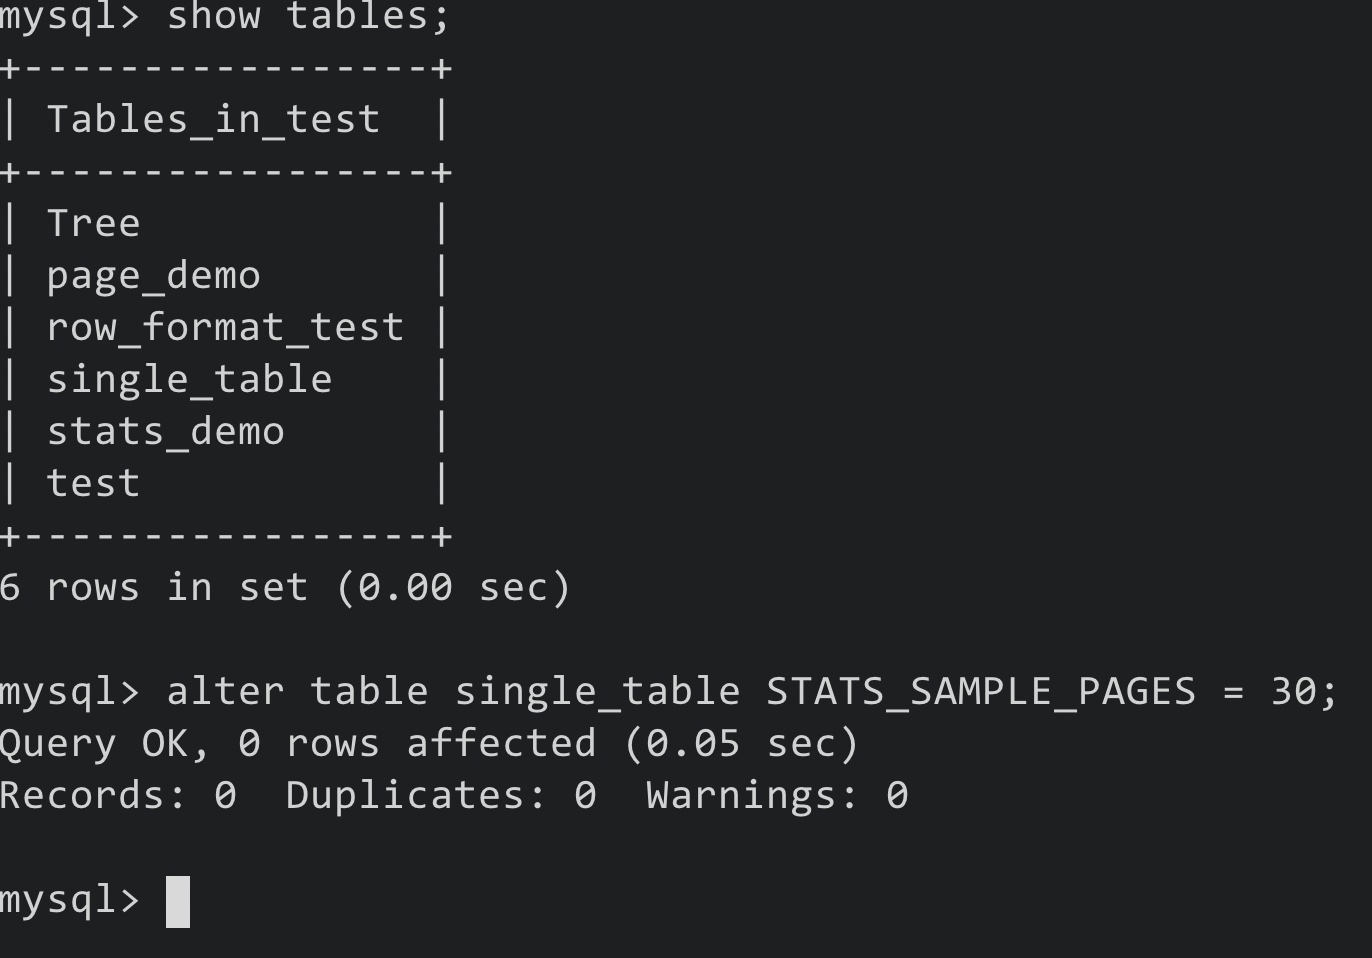 mysql> show tables;
+-----------------+
| Tables_in_test  |
+-----------------+
| Tree            |
| page_demo       |
| row_format_test |
| single_table    |
| stats_demo      |
| test            |
+-----------------+
6 rows in set (0.00 sec)
mysql> alter table single_table STATS_SAMPLE_PAGES = 30;
Query OK, 0 rows affected (0.05 sec)
Records: 0  Duplicates: 0  Warnings: 0
mysql>